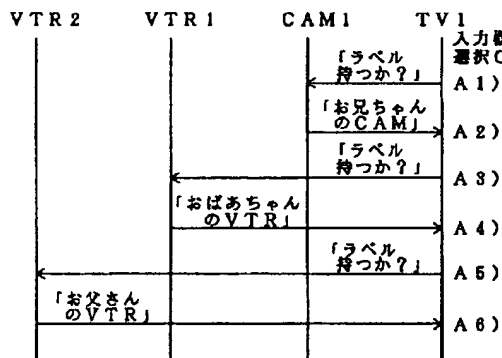 VTR2 VTR1 CAM1 TV1
入力
選択
「ラベル
持つか？」
A1)
「お兄ちゃん
のCAM」
A2)
「ラベル
持つか？」
A3)
「おばあちゃん
のVTR」
A4)
「ラベル
持つか？」
A5)
「お父さん
のVTR」
A6)